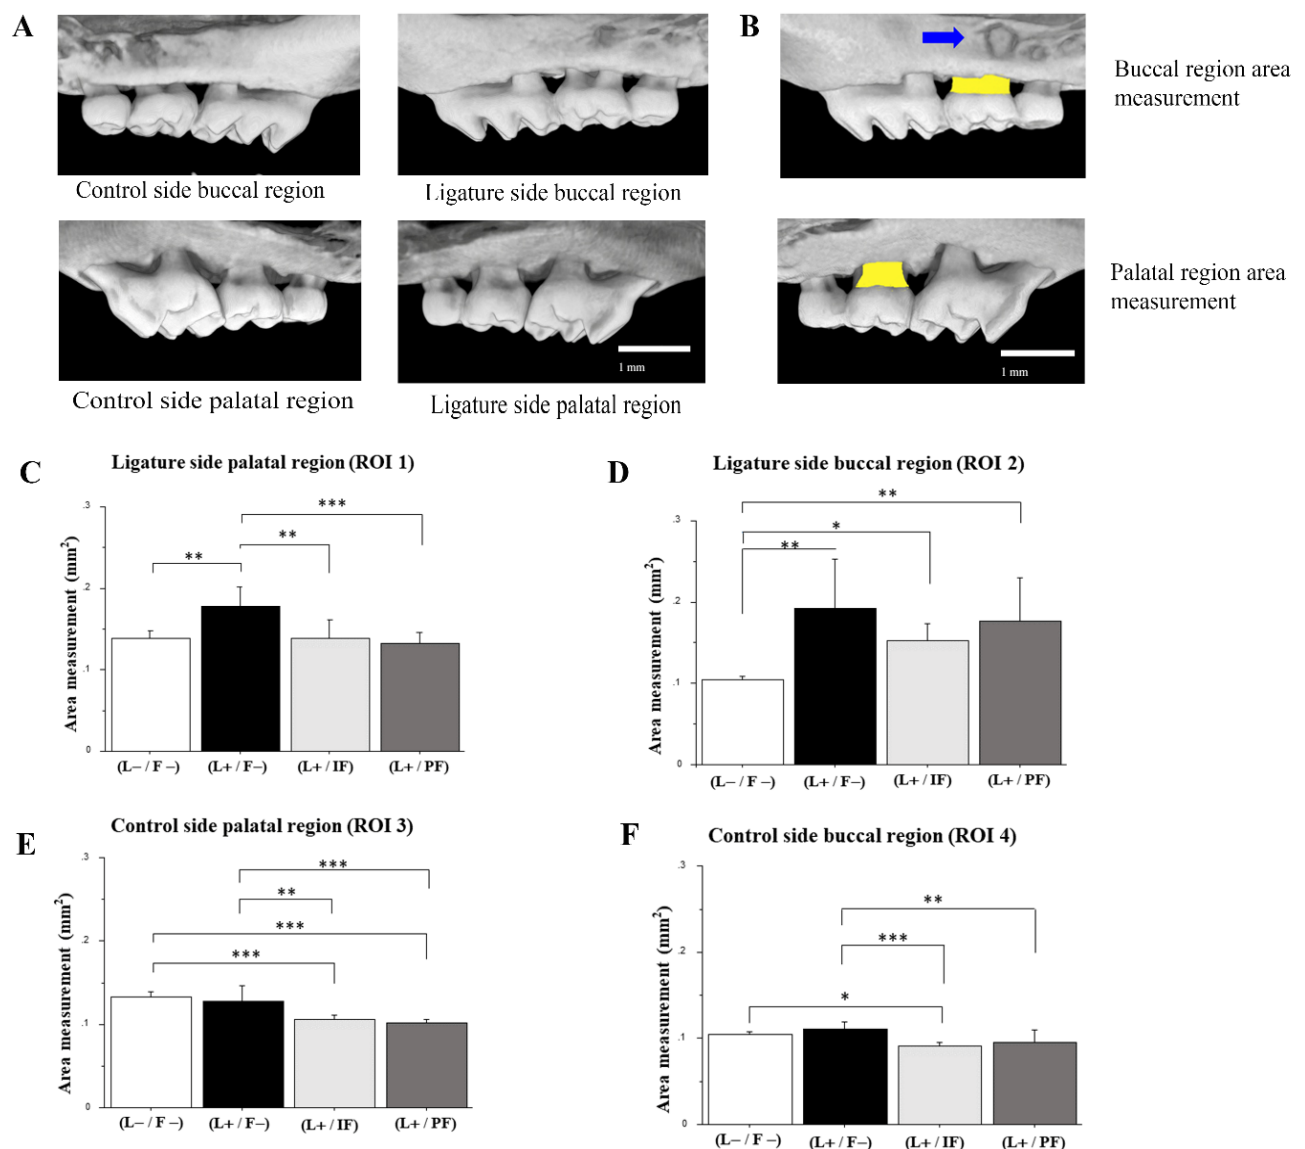 A
B
Buccal region area
measurement
Control side buccal region
Ligature side buccal region
Palatal region area
measurement
1 mm
1 mm
Control side palatal region
Ligature side palatal region
C
Ligature side palatal region (ROI 1)
Area measurement (mm²)
.3
.2
.1
0
**
**
***
(L− / F −)
(L+ / F−)
(L+ / IF)
(L+ / PF)
D
Ligature side buccal region (ROI 2)
Area measurement (mm²)
.3
.2
.1
0
**
*
**
(L− / F −)
(L+ / F−)
(L+ / IF)
(L+ / PF)
E
Control side palatal region (ROI 3)
Area measurement (mm²)
.3
.2
.1
0
***
**
***
***
(L− / F −)
(L+ / F−)
(L+ / IF)
(L+ / PF)
F
Control side buccal region (ROI 4)
Area measurement (mm²)
.3
.2
.1
0
**
***
*
(L− / F −)
(L+ / F−)
(L+ / IF)
(L+ / PF)